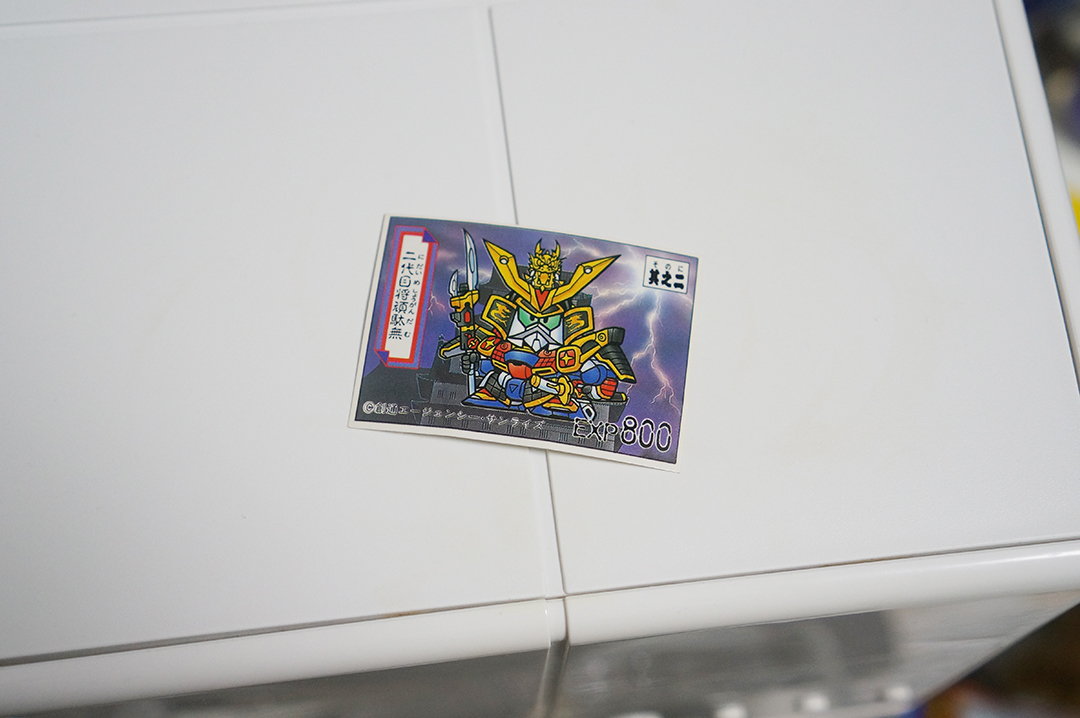 二代目将頑駄無
にだいめしょうがんだむ
そのに
其之二
©創通エージェンシー・サンライズ
EXP800